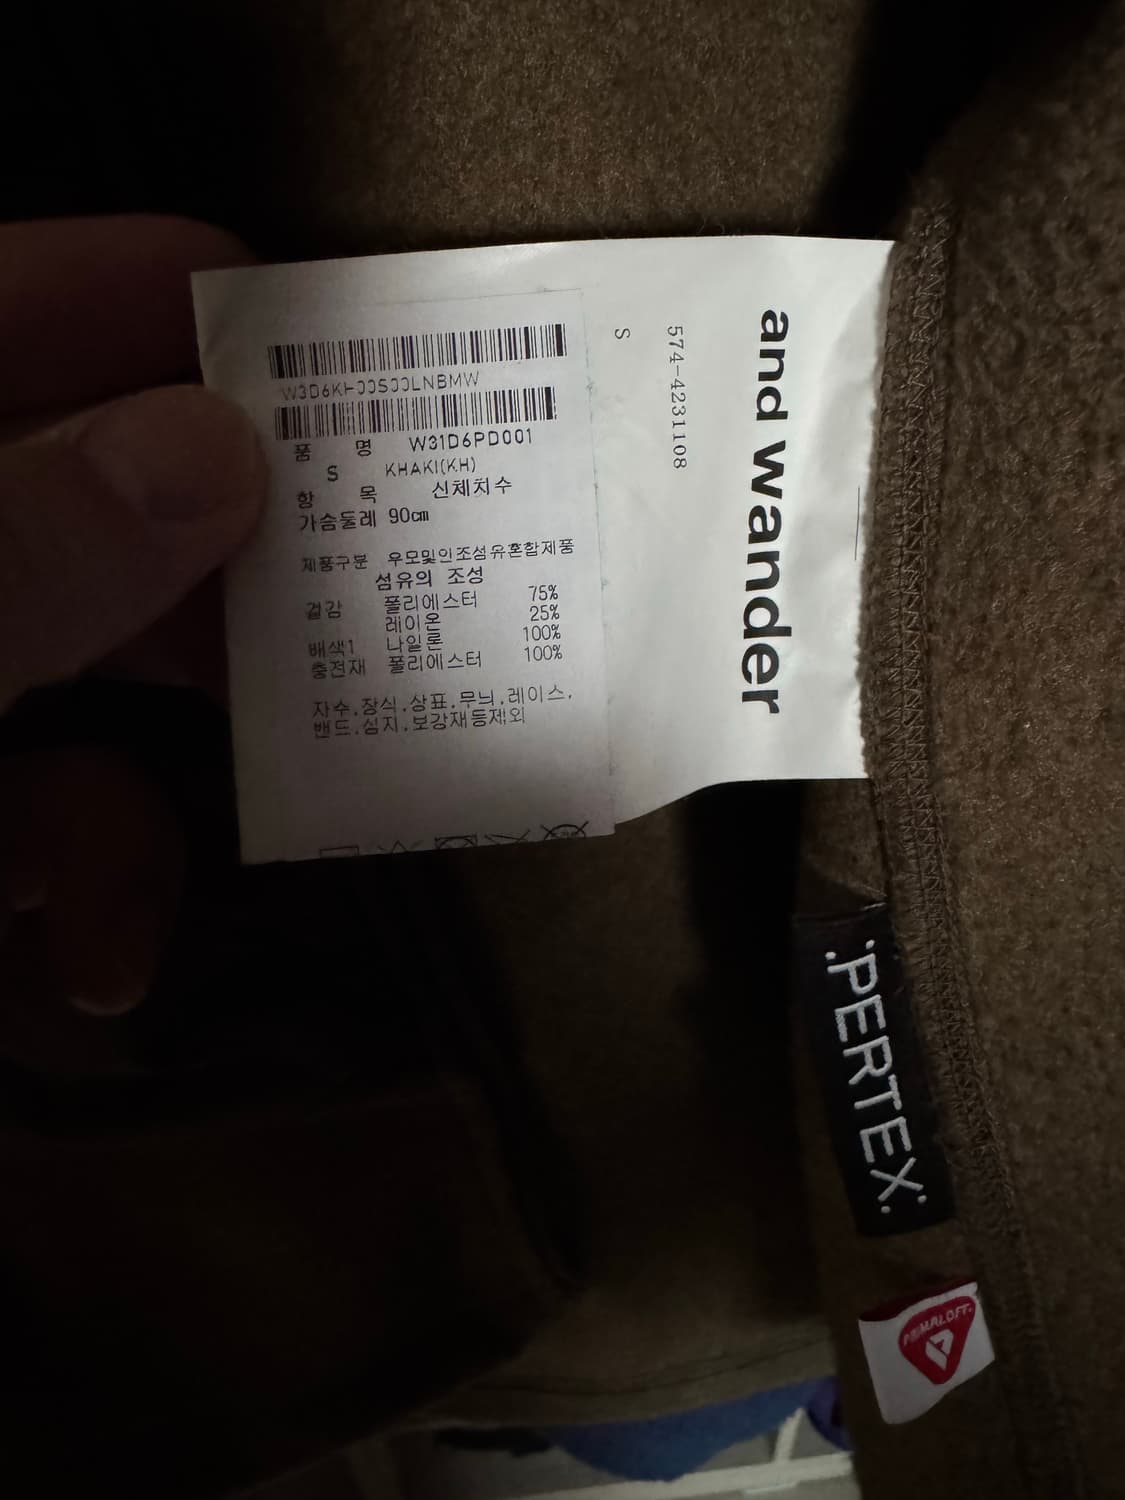 W3D6KH00S00LNBMW
품 명 W31D6PD001
S KHAKI(KH)
항 목 신체치수
가슴둘레 90cm
제품구분 우모및인조섬유혼합제품
섬유의 조성
겉감 폴리에스터 75%
레이온 25%
배색1 나일론 100%
충전재 폴리에스터 100%
자수.장식.상표.무늬.레이스.
밴드.심지.보강재등제외
S
574-4231108
and wander
PERTEX
PRIMALOFT